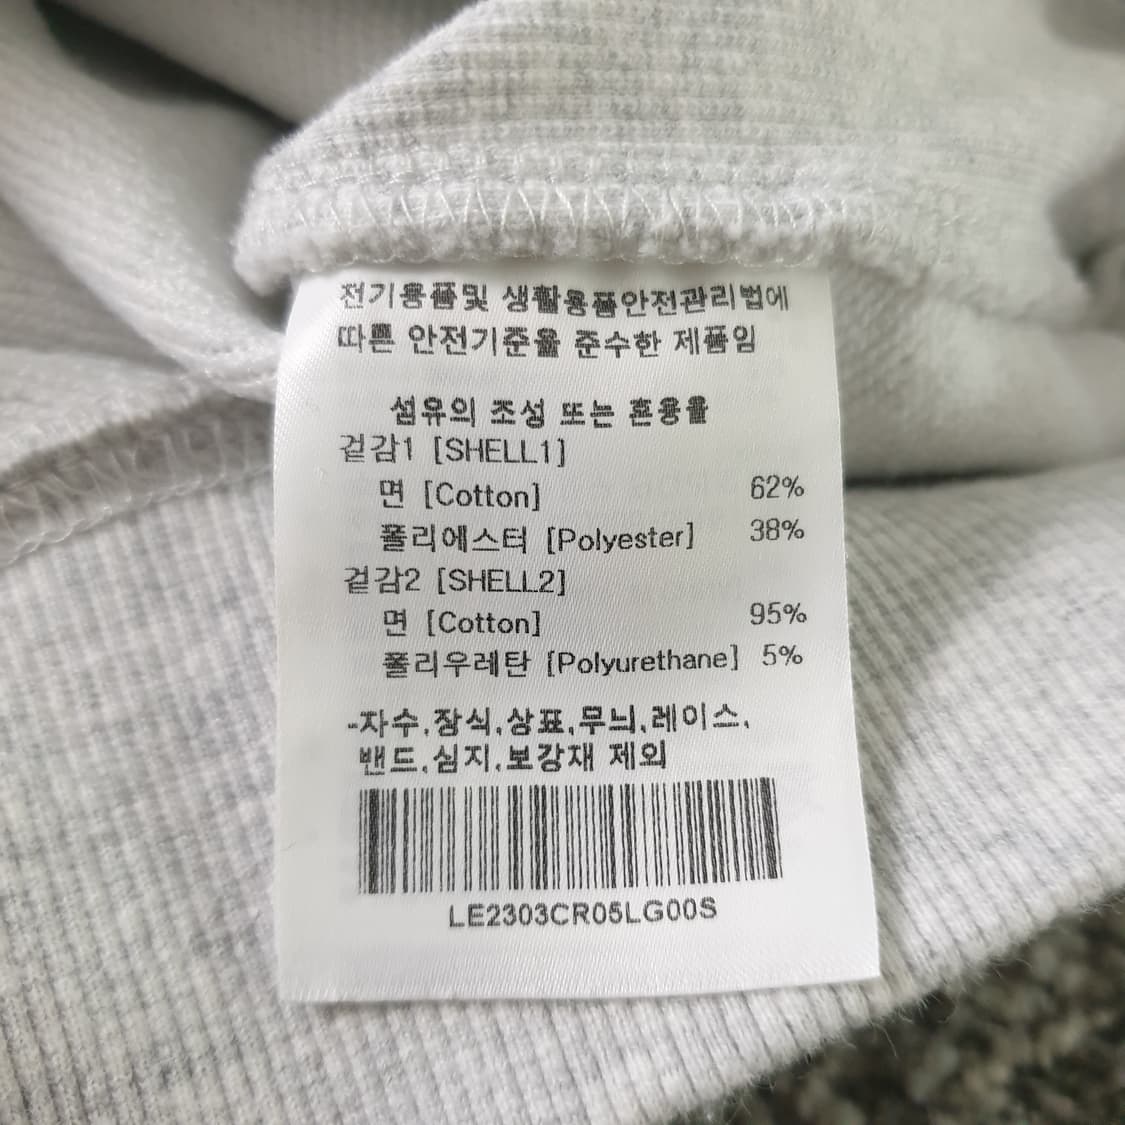 전기용품및 생활용품안전관리법에
따른 안전기준을 준수한 제품임
섬유의 조성 또는 혼용율
겉감1 [SHELL1]
면 [Cotton] 62%
폴리에스터 [Polyester] 38%
겉감2 [SHELL2]
면 [Cotton] 95%
폴리우레탄 [Polyurethane] 5%
-자수,장식,상표,무늬,레이스,
밴드,심지,보강재 제외
LE2303CR05LG00S